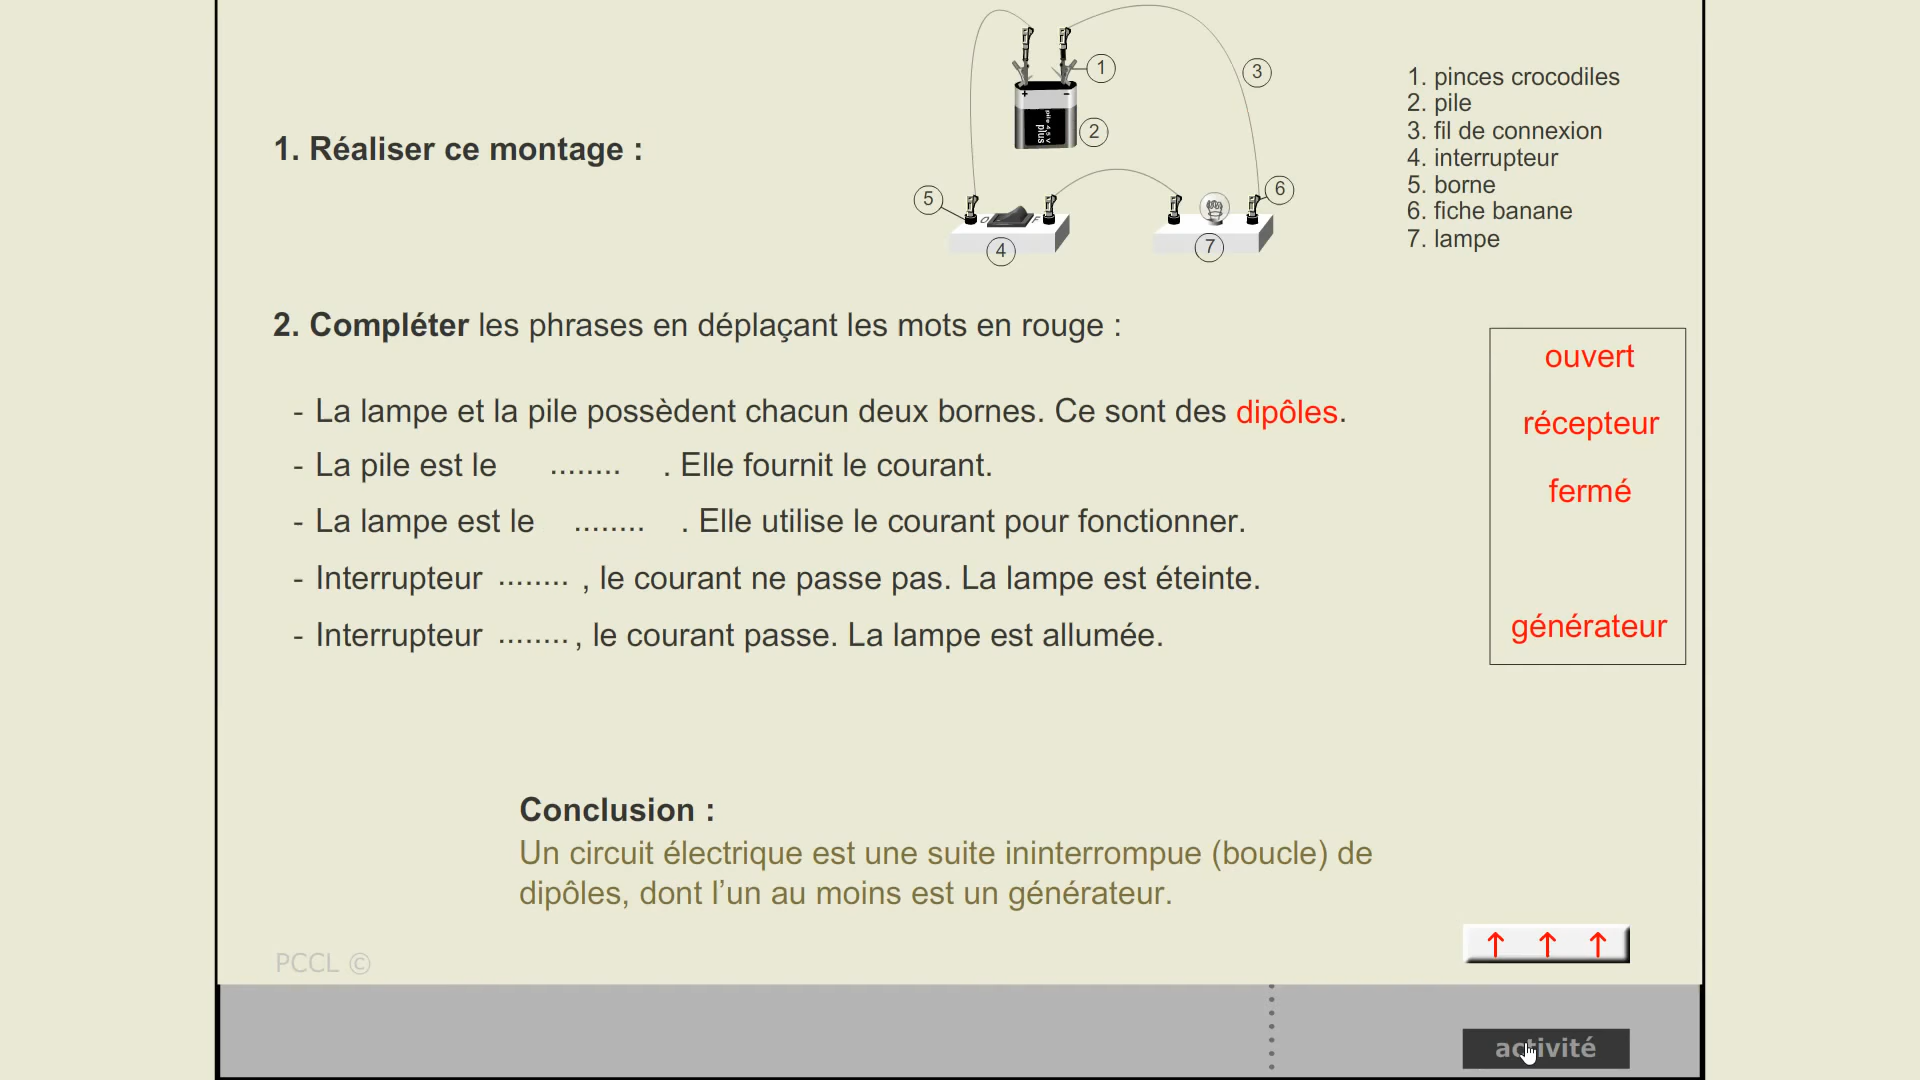 1
3
2
5
6
4
7
+ -
pile 4,5 V
plus
1. pinces crocodiles
2. pile
3. fil de connexion
4. interrupteur
5. borne
6. fiche banane
7. lampe
1. Réaliser ce montage :
2. Compléter les phrases en déplaçant les mots en rouge :
- La lampe et la pile possèdent chacun deux bornes. Ce sont des dipôles.
- La pile est le ........ . Elle fournit le courant.
- La lampe est le ........ . Elle utilise le courant pour fonctionner.
- Interrupteur ........ , le courant ne passe pas. La lampe est éteinte.
- Interrupteur ........, le courant passe. La lampe est allumée.
ouvert
récepteur
fermé
générateur
Conclusion :
Un circuit électrique est une suite ininterrompue (boucle) de
dipôles, dont l’un au moins est un générateur.
PCCL ©
↑ ↑ ↑
activité